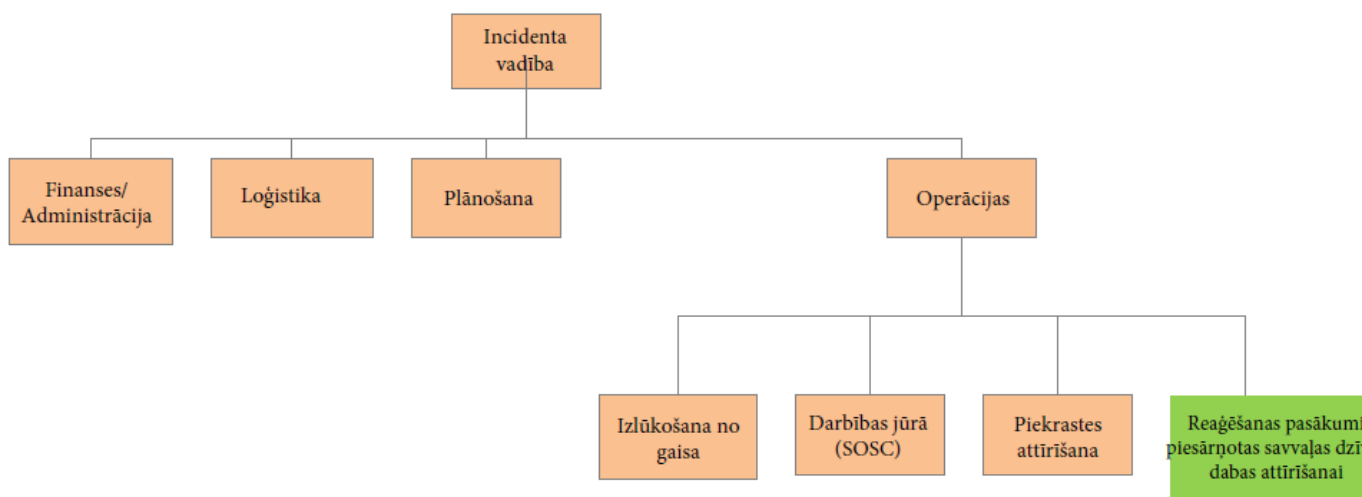 Incidenta
vadība
Finanses/
Administrācija
Loģistika
Plānošana
Operācijas
Izlūkošana no
gaisa
Darbības jūrā
(SOSC)
Piekrastes
attīrīšana
Reaģēšanas pasākumi
piesārņotas savvaļas
dabas attīrīšanai